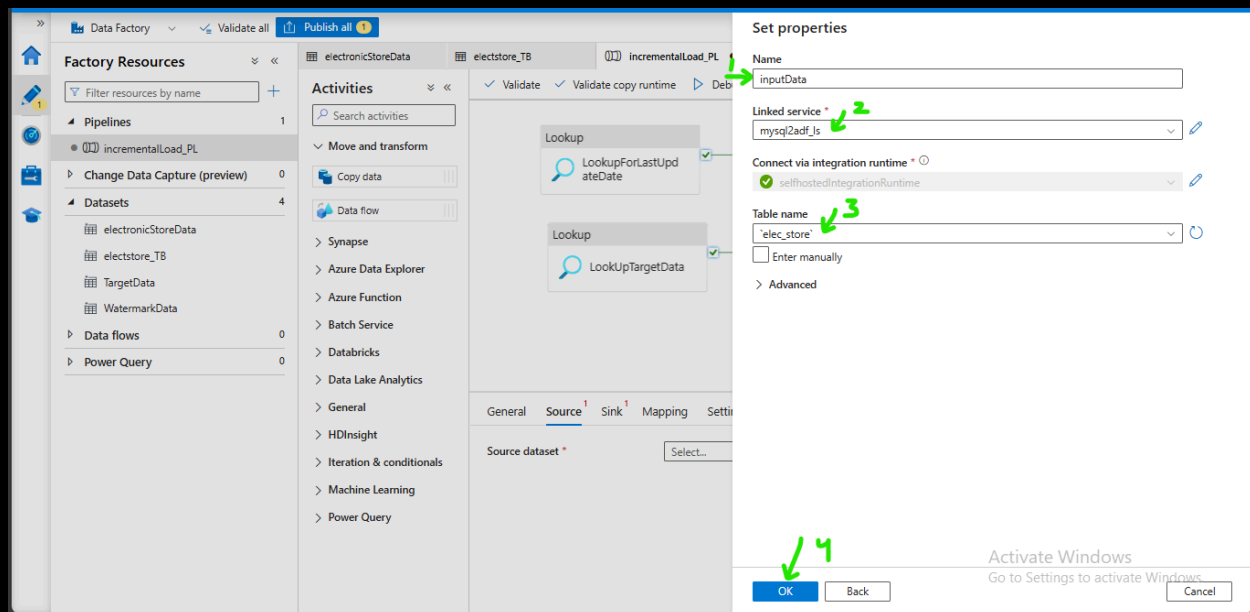 Data Factory
Validate all
Publish all 1
Factory Resources
Filter resources by name
Pipelines 1
incrementalLoad_PL
Change Data Capture (preview) 0
Datasets 4
electronicStoreData
electstore_TB
TargetData
WatermarkData
Data flows 0
Power Query 0
1
electronicStoreData
electstore_TB
incrementalLoad_PL
Activities
Search activities
Move and transform
Copy data
Data flow
Synapse
Azure Data Explorer
Azure Function
Batch Service
Databricks
Data Lake Analytics
General
HDInsight
Iteration & conditionals
Machine Learning
Power Query
Validate
Validate copy runtime
Deb
Lookup
LookupForLastUpd
ateDate
Lookup
LookUpTargetData
General
Source 1
Sink 1
Mapping
Settin
Source dataset *
Select...
Set properties
Name
1
inputData
Linked service * 2
mysql2adf_ls
Connect via integration runtime *
selfhostedIntegrationRuntime
Table name 3
`elec_store`
Enter manually
Advanced
4
OK
Back
Cancel
Activate Windows
Go to Settings to activate Windows.